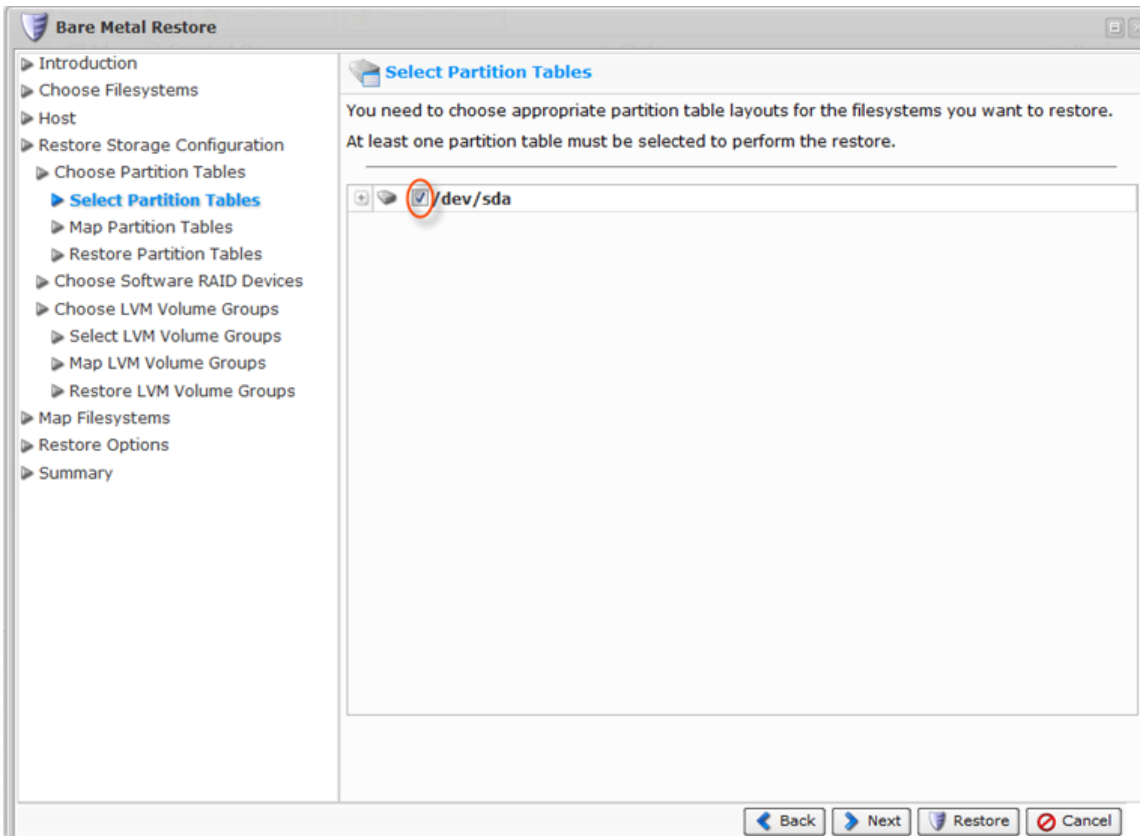 Bare Metal Restore
Introduction
Choose Filesystems
Host
Restore Storage Configuration
Choose Partition Tables
Select Partition Tables
Map Partition Tables
Restore Partition Tables
Choose Software RAID Devices
Choose LVM Volume Groups
Select LVM Volume Groups
Map LVM Volume Groups
Restore LVM Volume Groups
Map Filesystems
Restore Options
Summary
Select Partition Tables
You need to choose appropriate partition table layouts for the filesystems you want to restore.
At least one partition table must be selected to perform the restore.
/dev/sda
Back Next Restore Cancel